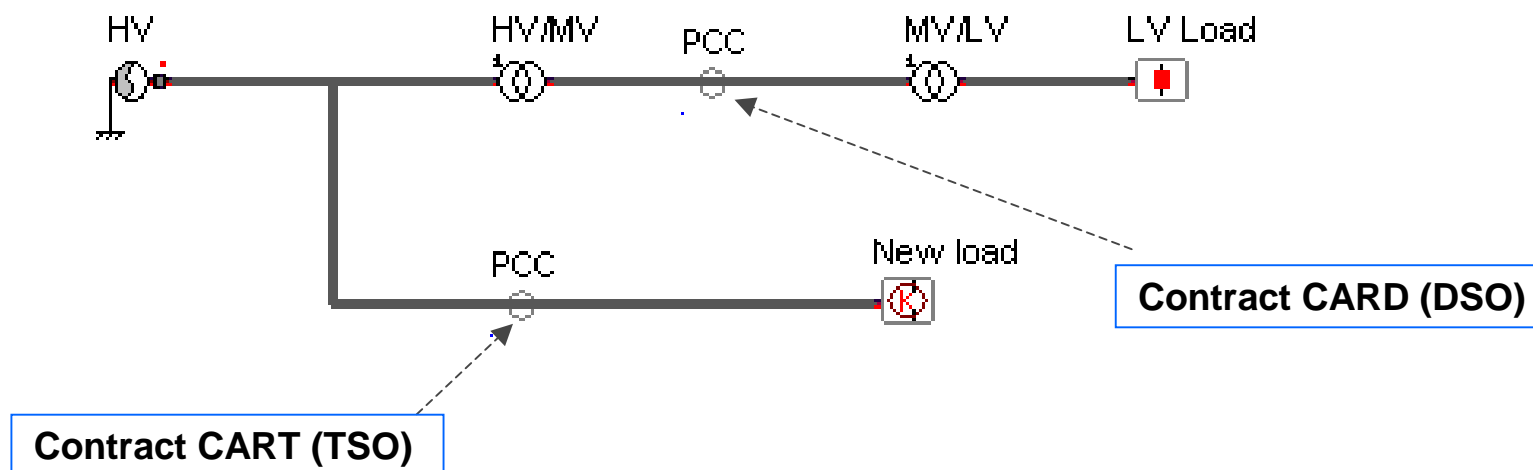 HV
HV/MV
PCC
MV/LV
LV Load
PCC
New load
K
Contract CARD (DSO)
Contract CART (TSO)